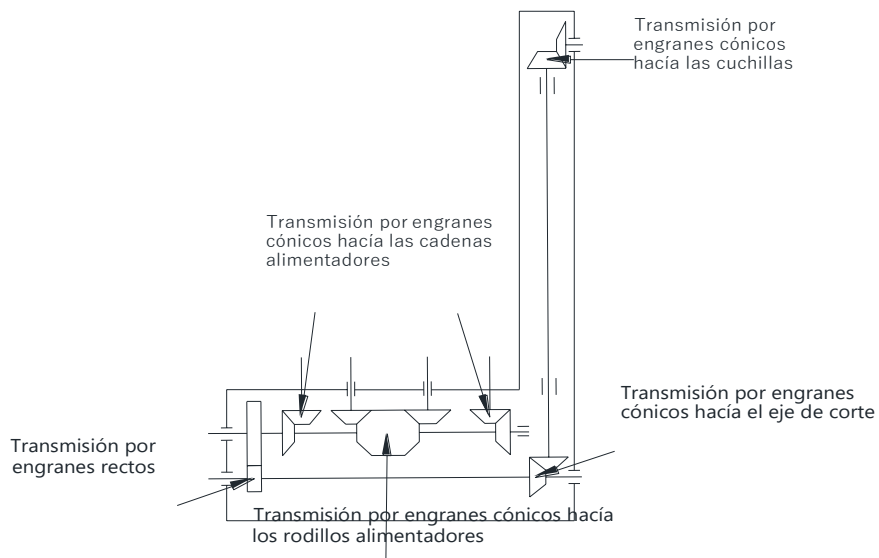 Transmisión por
engranes cónicos
hacía las cuchillas
Transmisión por engranes
cónicos hacía las cadenas
alimentadores
Transmisión por engranes
cónicos hacía el eje de corte
Transmisión por
engranes rectos
Transmisión por engranes cónicos hacía
los rodillos alimentadores